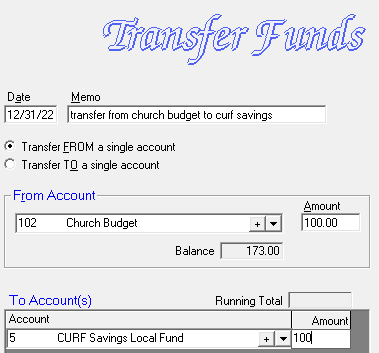 Transfer Funds
Date Memo
12/31/22 transfer from church budget to curf savings
Transfer FROM a single account
Transfer TO a single account
From Account
Amount
102 Church Budget + 100.00
Balance 173.00
To Account(s) Running Total
Account Amount
5 CURF Savings Local Fund + 100